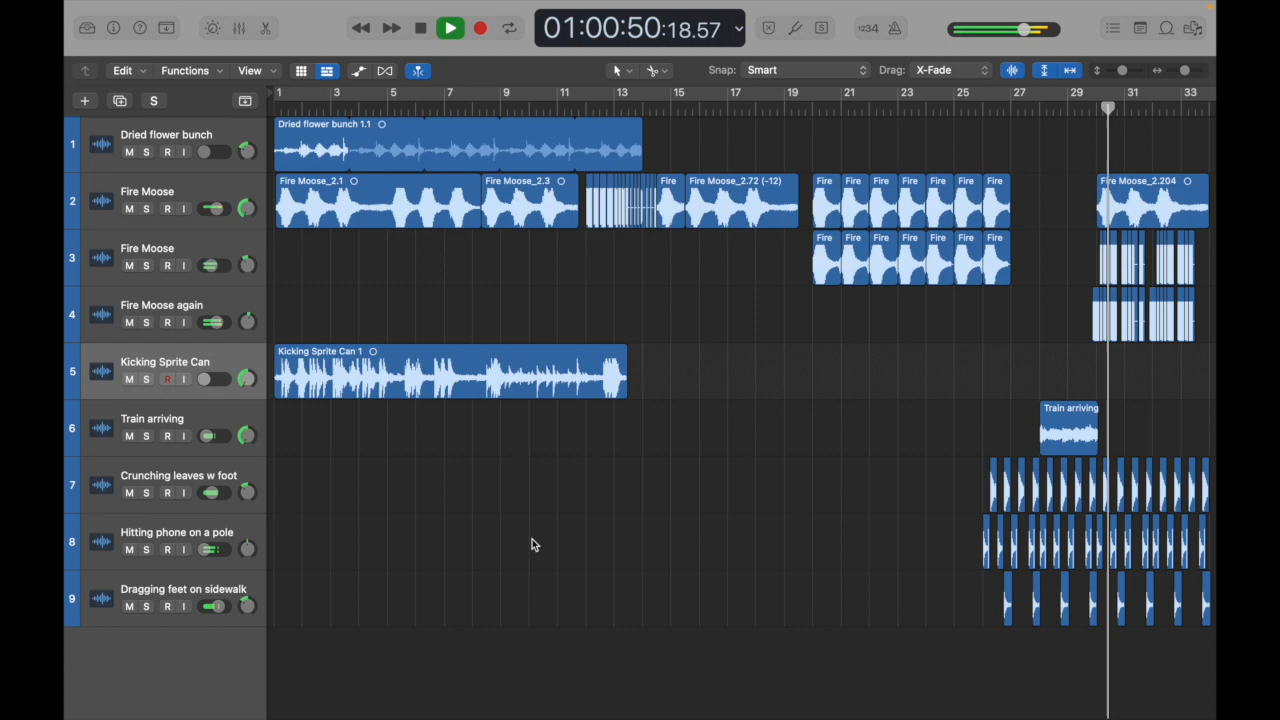 1234
01:00:50:18.57
Edit Functions View Snap: Smart Drag: X-Fade
S
1 3 5 7 9 11 13 15 17 19 21 23 25 27 29 31 33
1 Dried flower bunch
M S R I
Dried flower bunch 1.1
2 Fire Moose
M S R I
Fire Moose_2.1 Fire Moose_2.3 Fire Fire Moose_2.72 (-12) Fire Fire Fire Fire Fire Fire Fire Fire Moose_2.204
3 Fire Moose
M S R I
Fire Fire Fire Fire Fire Fire Fire
4 Fire Moose again
M S R I
5 Kicking Sprite Can
M S R I
Kicking Sprite Can 1
6 Train arriving
M S R I
Train arriving
7 Crunching leaves w foot
M S R I
8 Hitting phone on a pole
M S R I
9 Dragging feet on sidewalk
M S R I